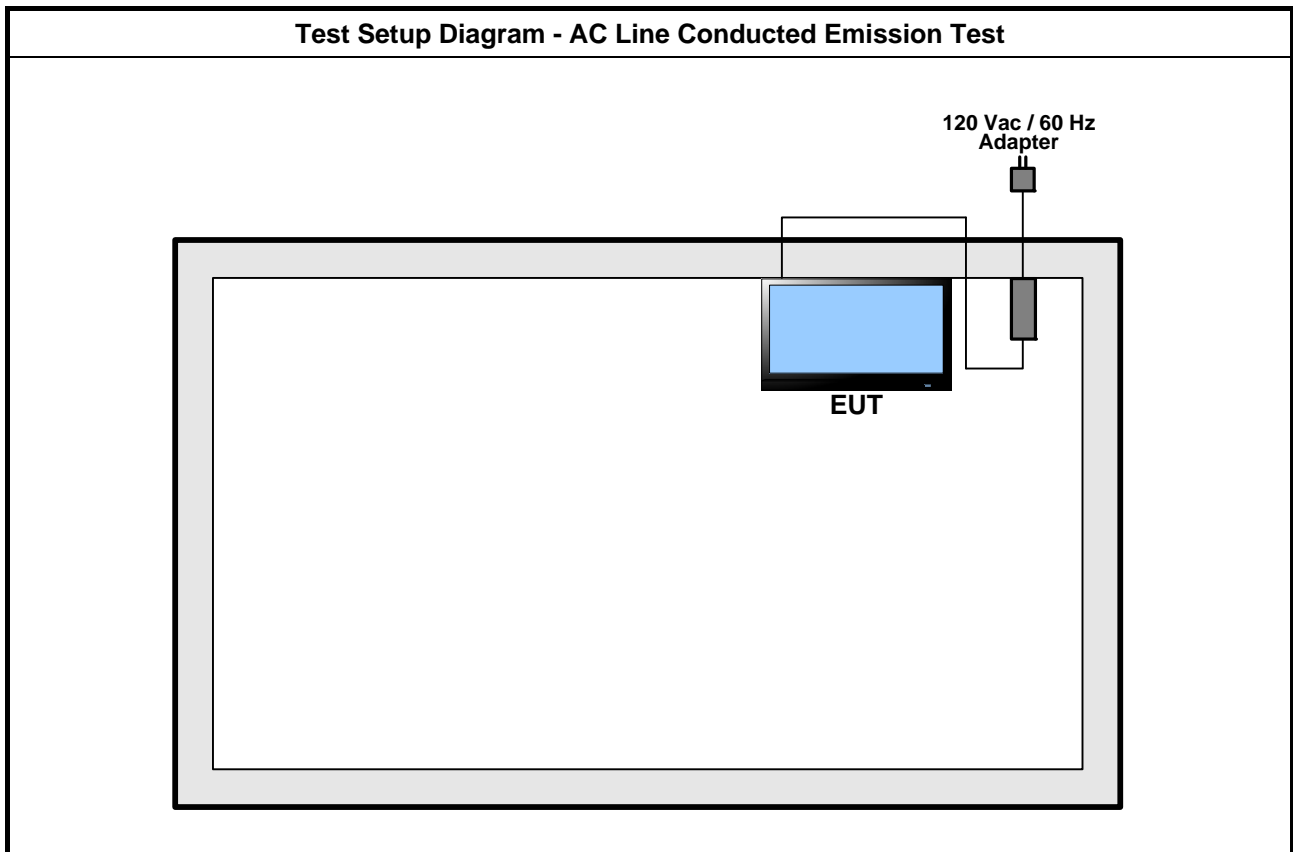 Test Setup Diagram - AC Line Conducted Emission Test
120 Vac / 60 Hz
Adapter
EUT